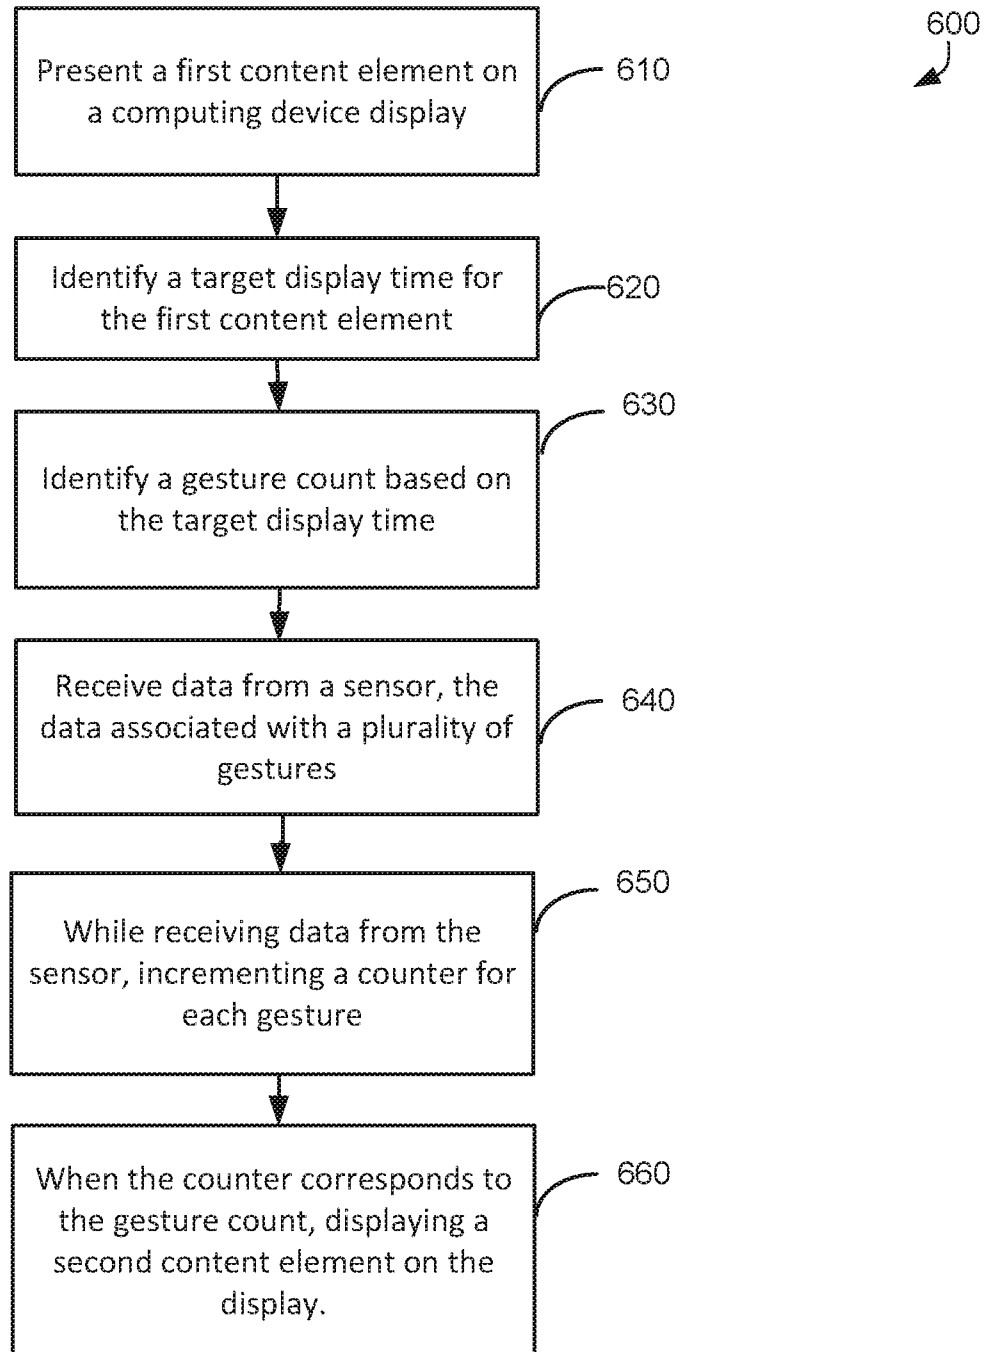 600
Present a first content element on
a computing device display
610
Identify a target display time for
the first content element
620
630
Identify a gesture count based on
the target display time
Receive data from a sensor, the
data associated with a plurality of
gestures
640
650
While receiving data from the
sensor, incrementing a counter for
each gesture
When the counter corresponds to
the gesture count, displaying a
second content element on the
display.
660